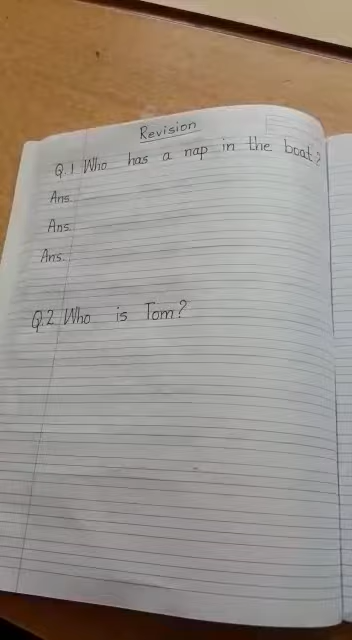 Revision
Q.1 Who has a nap in the boat?
Ans.
Ans.
Ans.
Q.2 Who is Tom?